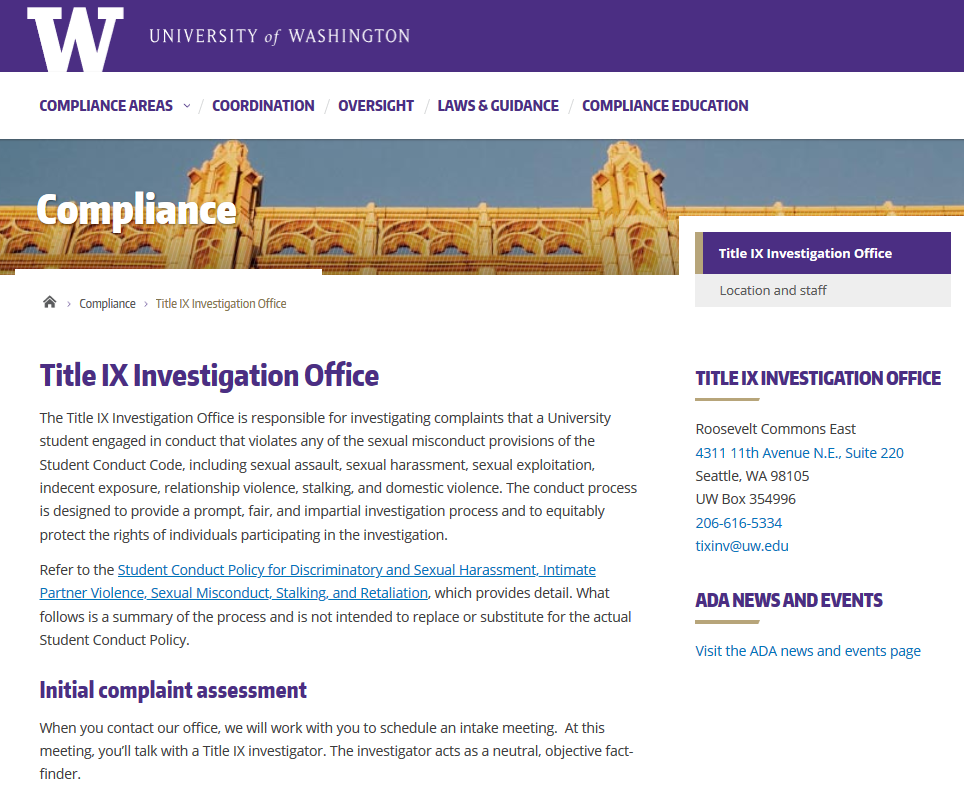 W
UNIVERSITY of WASHINGTON
COMPLIANCE AREAS / COORDINATION / OVERSIGHT / LAWS & GUIDANCE / COMPLIANCE EDUCATION
Compliance
Title IX Investigation Office
Location and staff
› Compliance › Title IX Investigation Office
Title IX Investigation Office
The Title IX Investigation Office is responsible for investigating complaints that a University
student engaged in conduct that violates any of the sexual misconduct provisions of the
Student Conduct Code, including sexual assault, sexual harassment, sexual exploitation,
indecent exposure, relationship violence, stalking, and domestic violence. The conduct process
is designed to provide a prompt, fair, and impartial investigation process and to equitably
protect the rights of individuals participating in the investigation.
Refer to the Student Conduct Policy for Discriminatory and Sexual Harassment, Intimate
Partner Violence, Sexual Misconduct, Stalking, and Retaliation, which provides detail. What
follows is a summary of the process and is not intended to replace or substitute for the actual
Student Conduct Policy.
Initial complaint assessment
When you contact our office, we will work with you to schedule an intake meeting.  At this
meeting, you'll talk with a Title IX investigator. The investigator acts as a neutral, objective fact-
finder.
TITLE IX INVESTIGATION OFFICE
Roosevelt Commons East
4311 11th Avenue N.E., Suite 220
Seattle, WA 98105
UW Box 354996
206-616-5334
tixinv@uw.edu
ADA NEWS AND EVENTS
Visit the ADA news and events page